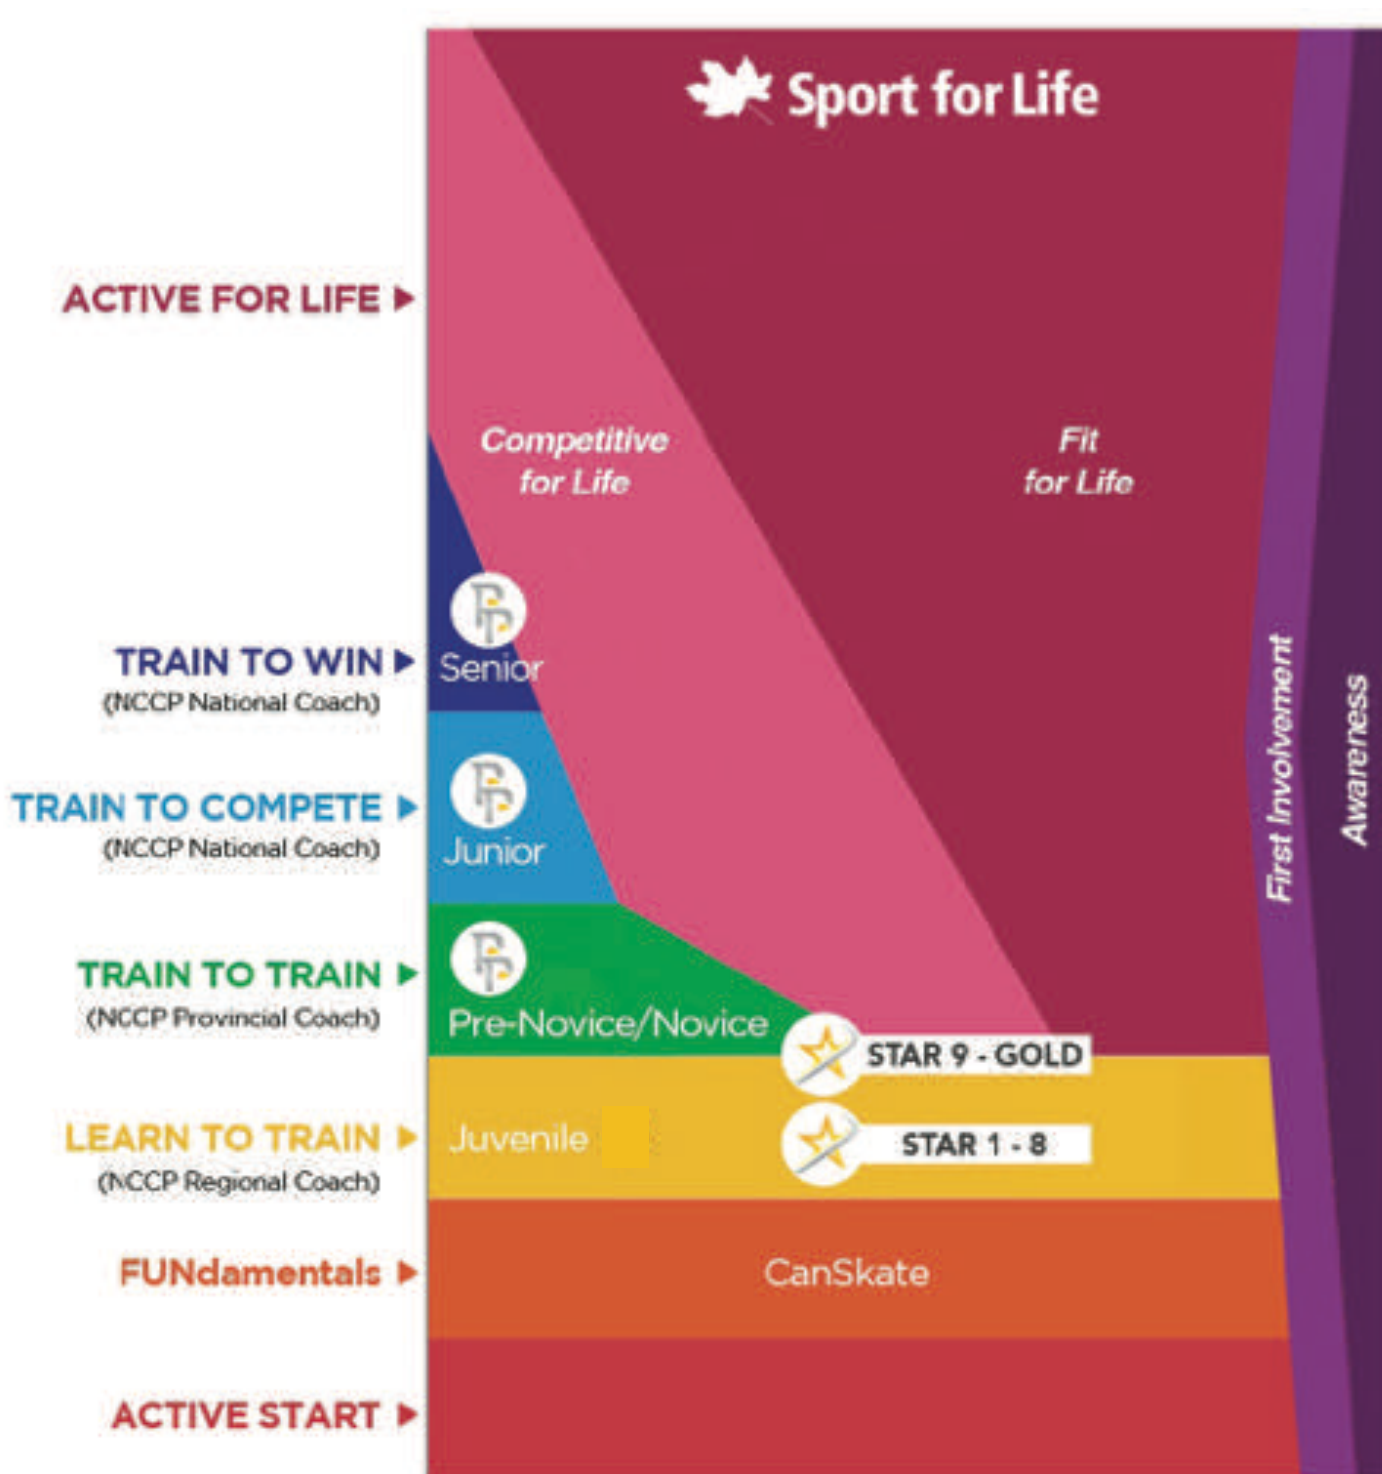 Sport for Life
ACTIVE FOR LIFE
Competitive
for Life
Fit
for Life
TRAIN TO WIN
(NCCP National Coach)
Senior
First Involvement
Awareness
TRAIN TO COMPETE
(NCCP National Coach)
Junior
TRAIN TO TRAIN
(NCCP Provincial Coach)
Pre-Novice/Novice
STAR 9 - GOLD
LEARN TO TRAIN
(NCCP Regional Coach)
Juvenile
STAR 1 - 8
FUNdamentals
CanSkate
ACTIVE START